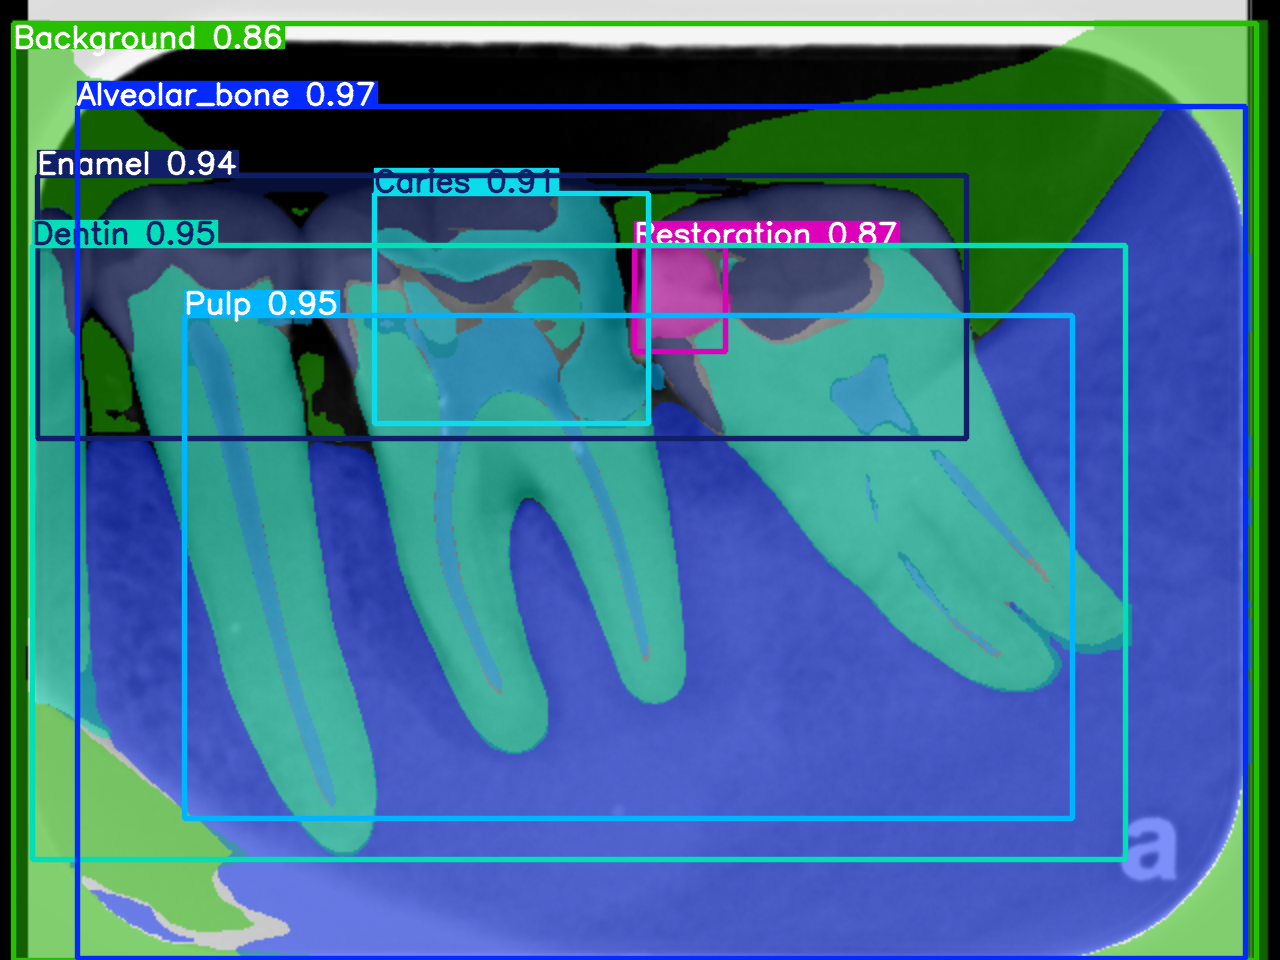 Background 0.86
Alveolar_bone 0.97
Enamel 0.94
Caries 0.91
Dentin 0.95
Restoration 0.87
Pulp 0.95
a